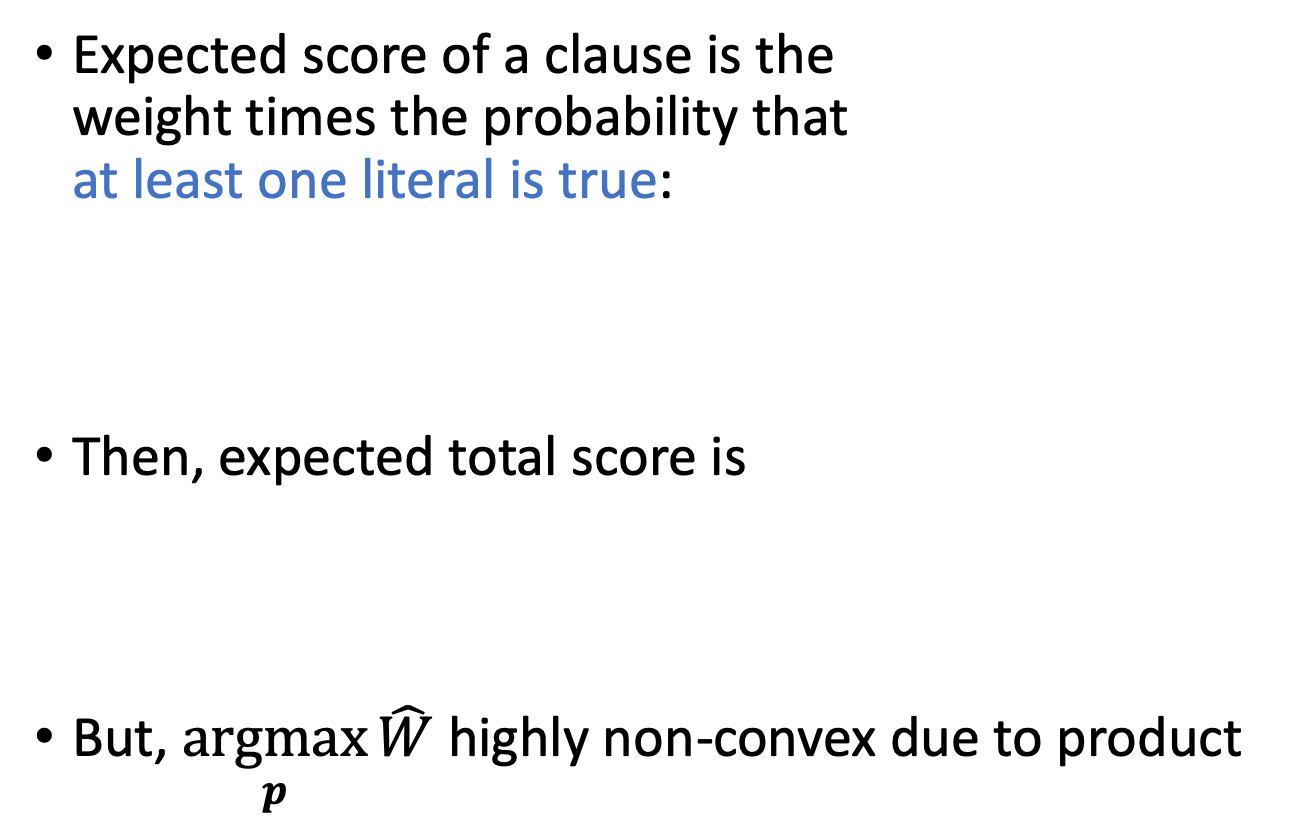 • Expected score of a clause is the
weight times the probability that
at least one literal is true:
• Then, expected total score is
• But, argmax Ŵ highly non-convex due to product
p